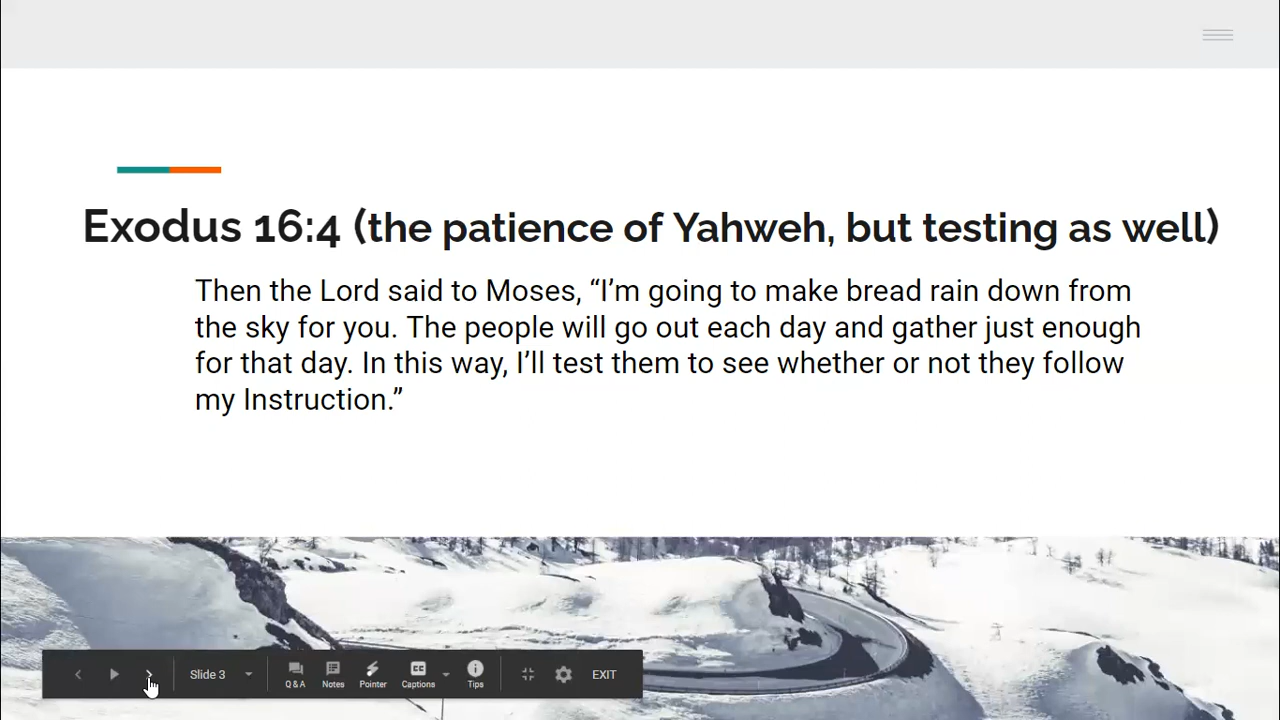 Exodus 16:4 (the patience of Yahweh, but testing as well)
Then the Lord said to Moses, “I’m going to make bread rain down from
the sky for you. The people will go out each day and gather just enough
for that day. In this way, I’ll test them to see whether or not they follow
my Instruction.”
Slide 3
Q & A
Notes
Pointer
CC
Captions
Tips
EXIT